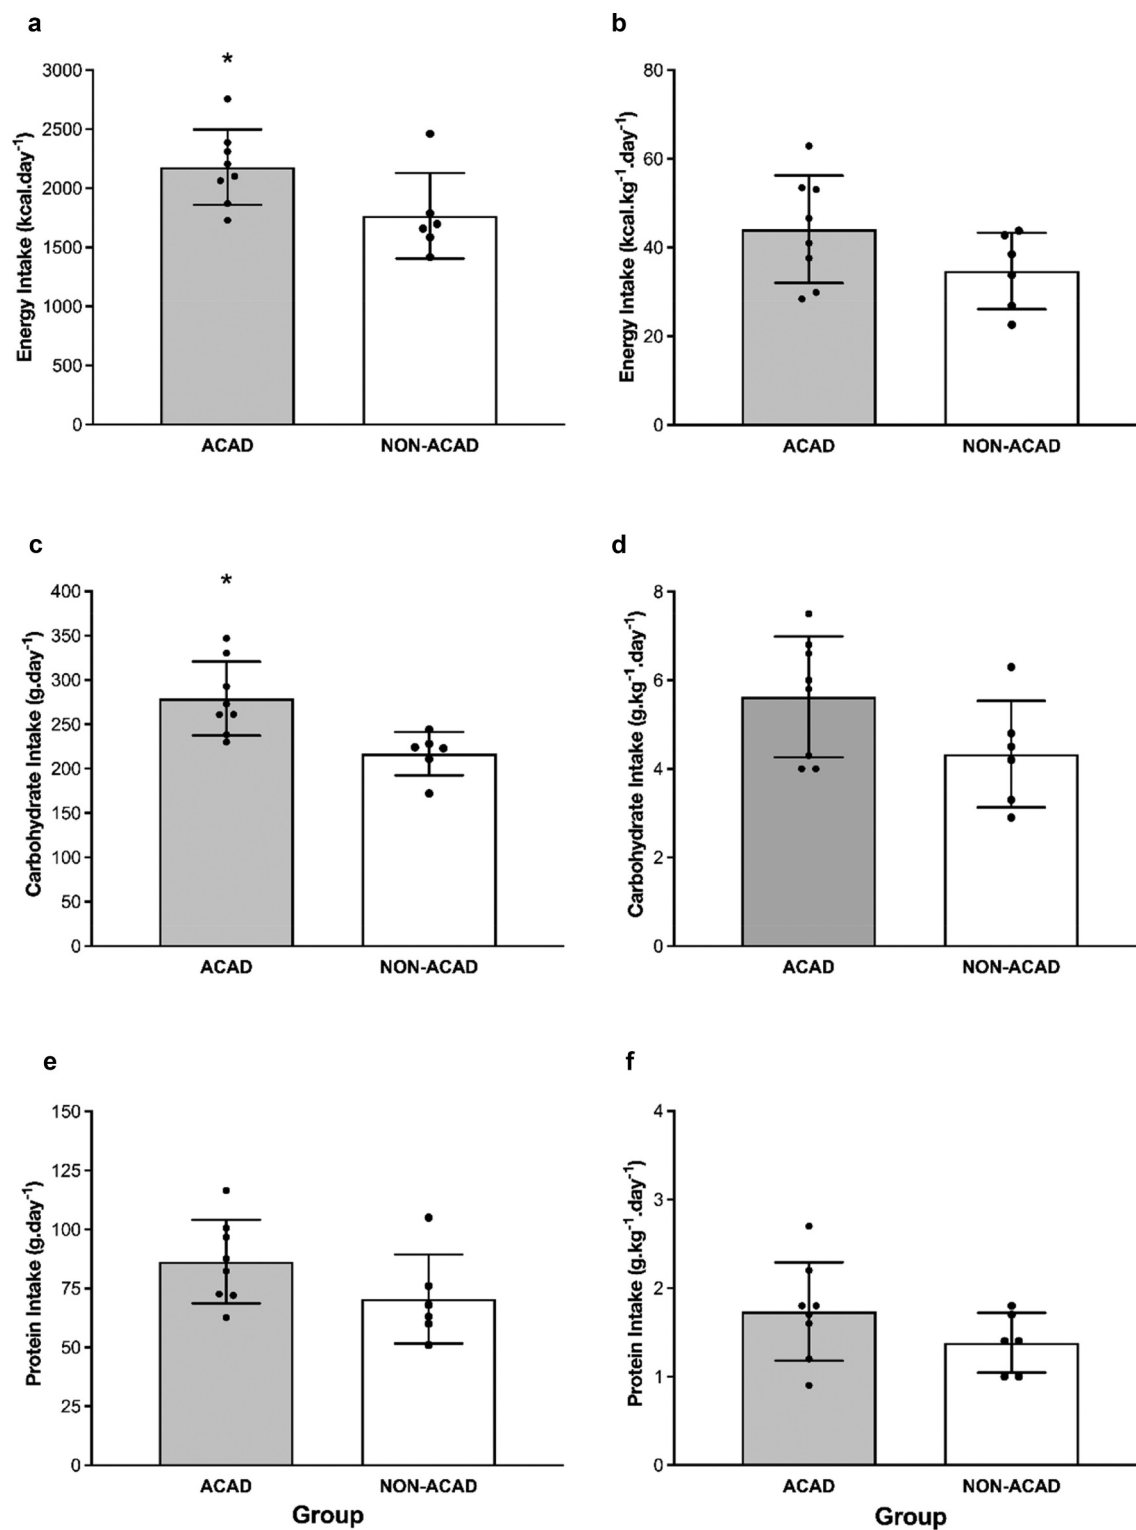 a
*
Energy Intake (kcal.day⁻¹)
3000
2500
2000
1500
1000
500
0
ACAD NON-ACAD
b
Energy Intake (kcal.kg⁻¹.day⁻¹)
80
60
40
20
0
ACAD NON-ACAD
c
*
Carbohydrate Intake (g.day⁻¹)
400
350
300
250
200
150
100
50
0
ACAD NON-ACAD
d
Carbohydrate Intake (g.kg⁻¹.day⁻¹)
8
6
4
2
0
ACAD NON-ACAD
e
Protein Intake (g.day⁻¹)
150
125
100
75
50
25
0
ACAD NON-ACAD
Group
f
Protein Intake (g.kg⁻¹.day⁻¹)
4
3
2
1
0
ACAD NON-ACAD
Group